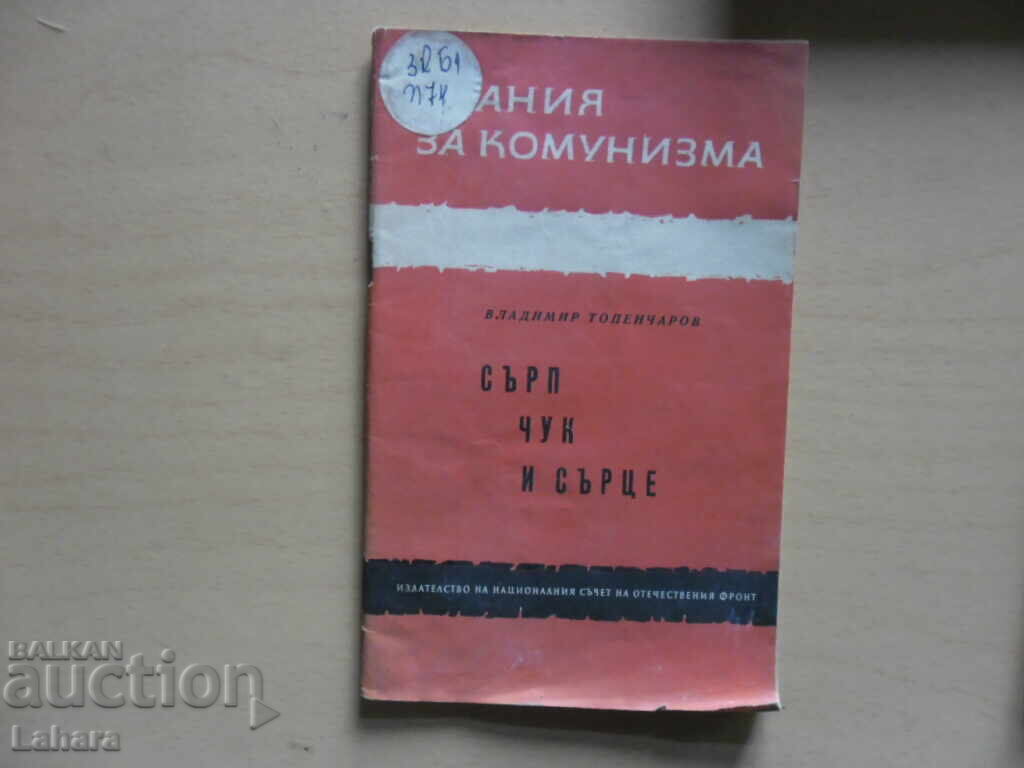 АНИЯ
ЗА КОМУНИЗМА
ВЛАДИМИР ТОПЕНЧАРОВ
СЪРП
ЧУК
И СЪРЦЕ
ИЗДАТЕЛСТВО НА НАЦИОНАЛНИЯ СЪВЕТ НА ОТЕЧЕСТВЕНИЯ ФРОНТ
BALKAN
auction
Lahara